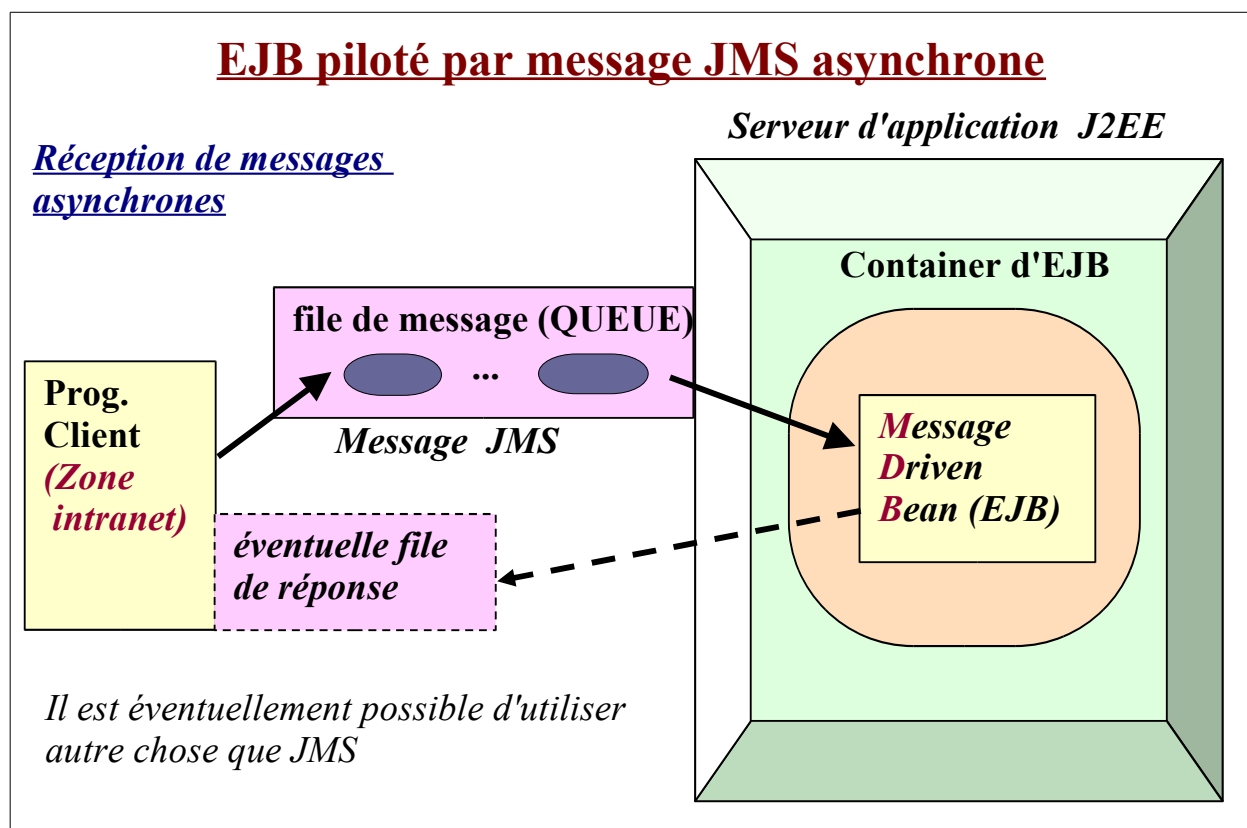 EJB piloté par message JMS asynchrone
Serveur d'application J2EE
Réception de messages
asynchrones
Container d'EJB
file de message (QUEUE)
...
Message JMS
Prog.
Client
(Zone
intranet)
Message
Driven
Bean (EJB)
éventuelle file
de réponse
Il est éventuellement possible d'utiliser
autre chose que JMS